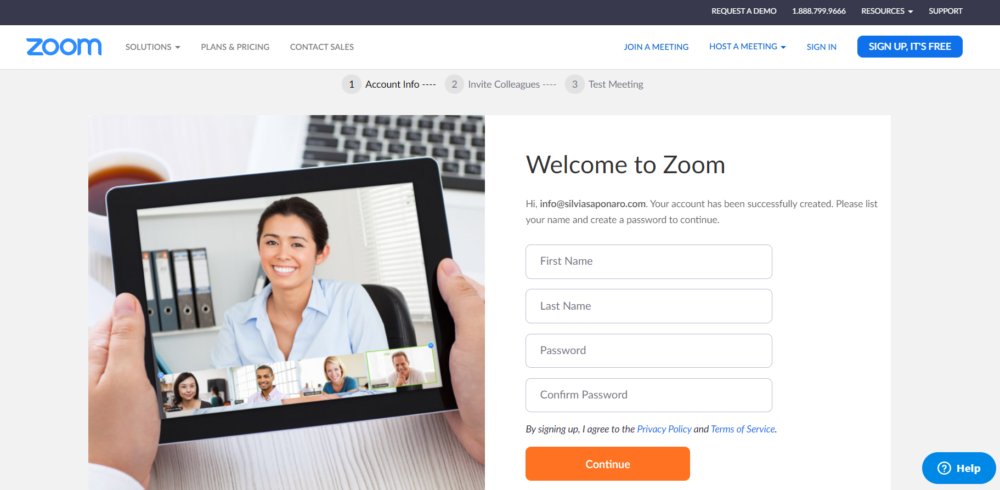 REQUEST A DEMO 1.888.799.9666 RESOURCES SUPPORT
zoom SOLUTIONS PLANS & PRICING CONTACT SALES JOIN A MEETING HOST A MEETING SIGN IN SIGN UP, IT'S FREE
1 Account Info ---- 2 Invite Colleagues ---- 3 Test Meeting
Welcome to Zoom
Hi, info@silviasaponaro.com. Your account has been successfully created. Please list
your name and create a password to continue.
First Name
Last Name
Password
Confirm Password
By signing up, I agree to the Privacy Policy and Terms of Service.
Continue
? Help